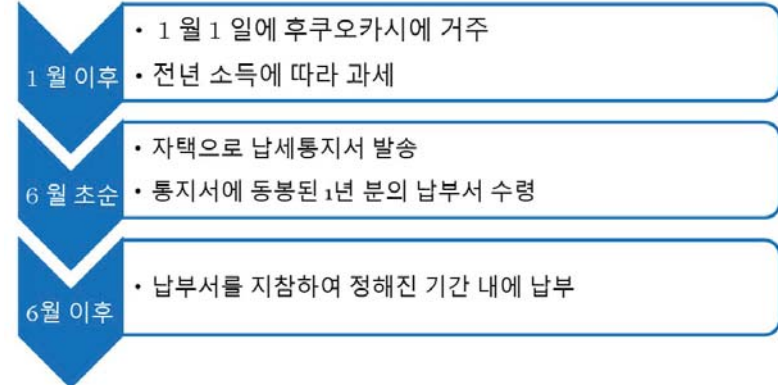 1 월 이후
• 1 월 1 일에 후쿠오카시에 거주
• 전년 소득에 따라 과세
6 월 초순
• 자택으로 납세통지서 발송
• 통지서에 동봉된 1년 분의 납부서 수령
6월 이후
• 납부서를 지참하여 정해진 기간 내에 납부